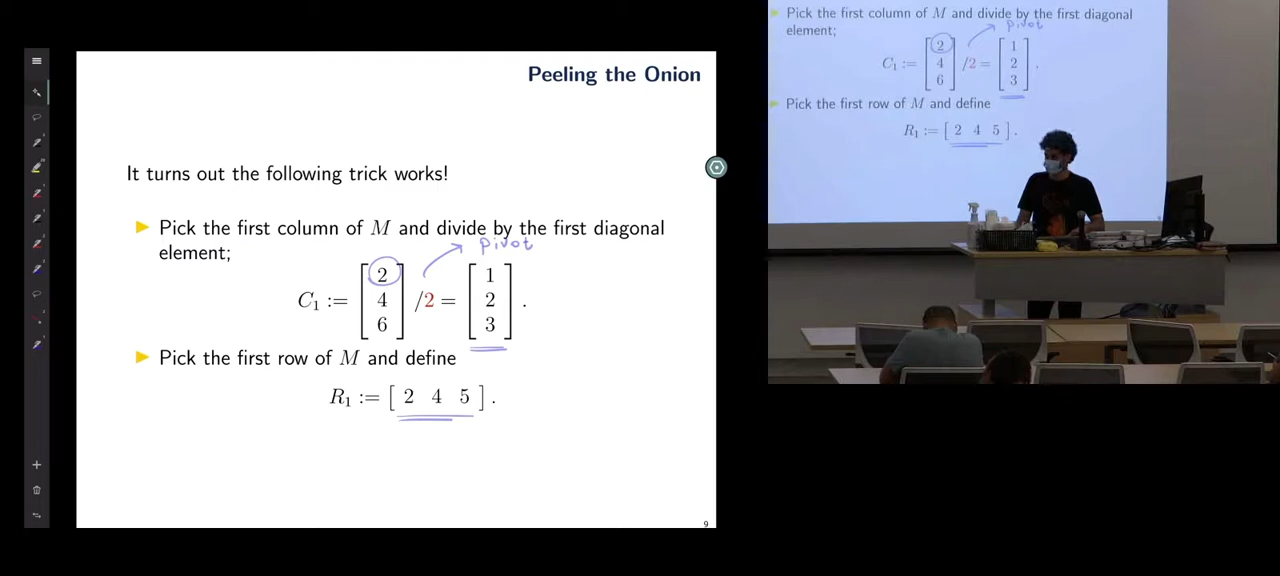 Peeling the Onion
It turns out the following trick works!
Pick the first column of M and divide by the first diagonal
element;
pivot
C₁ := [2 4 6] /2 = [1 2 3] .
Pick the first row of M and define
R₁ := [ 2 4 5 ] .
9
Pick the first column of M and divide by the first diagonal
element;
pivot
C₁ := [2 4 6] /2 = [1 2 3] .
Pick the first row of M and define
R₁ := [ 2 4 5 ] .